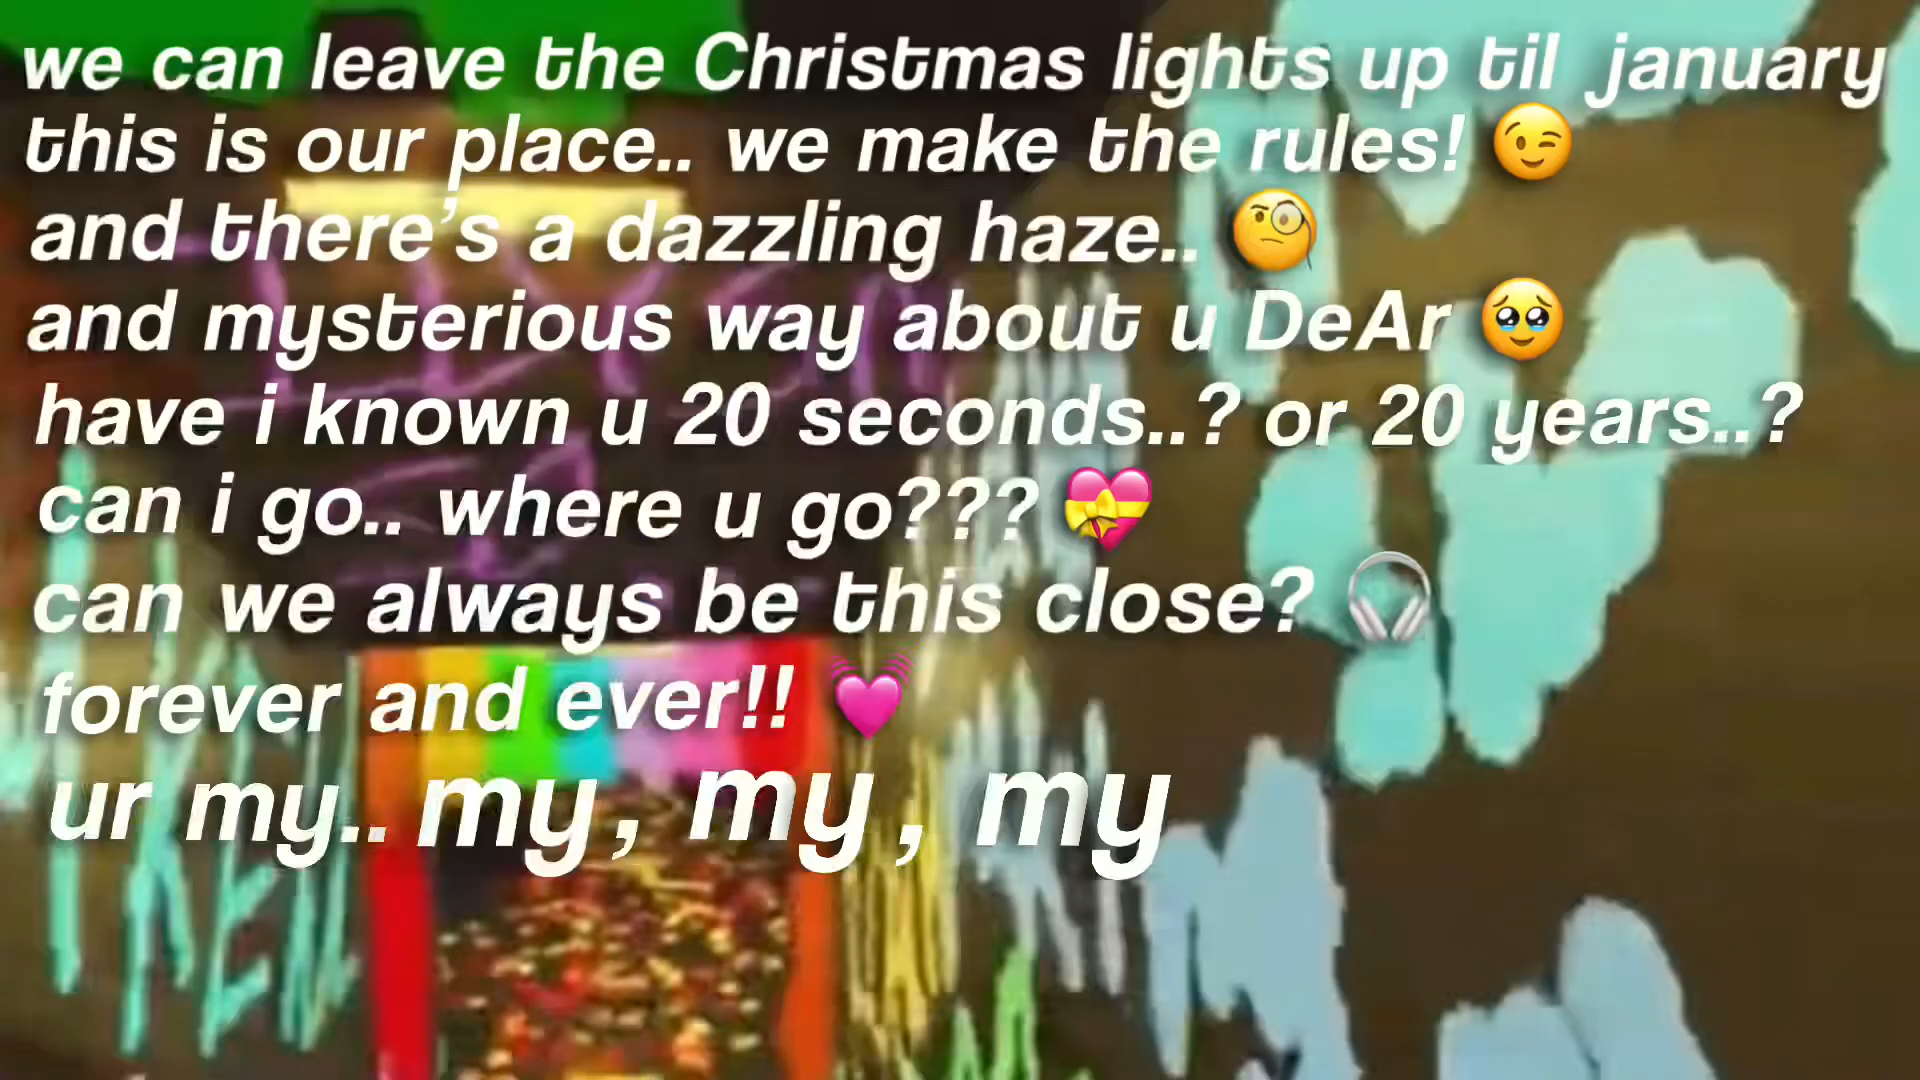 we can leave the Christmas lights up til january
this is our place.. we make the rules! 😉
and there's a dazzling haze.. 🧐
and mysterious way about u DeAr 🥹
have i known u 20 seconds..? or 20 years..?
can i go.. where u go??? 💝
can we always be this close? 🎧
forever and ever!! 💓
ur my.. my, my, my